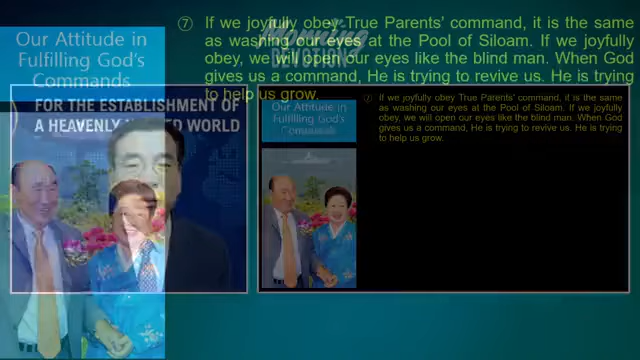 Our Attitude in
Fulfilling God's
Commands
⑦ If we joyfully obey True Parents' command, it is the same
as washing our eyes at the Pool of Siloam. If we joyfully
obey, we will open our eyes like the blind man. When God
gives us a command, He is trying to revive us. He is trying
to help us grow.
Morning
DEVOTION
FOR THE ESTABLISHMENT OF
A HEAVENLY UNITED WORLD
Our Attitude in
Fulfilling God's
Commands
⑦ If we joyfully obey True Parents' command, it is the same
as washing our eyes at the Pool of Siloam. If we joyfully
obey, we will open our eyes like the blind man. When God
gives us a command, He is trying to revive us. He is trying
to help us grow.